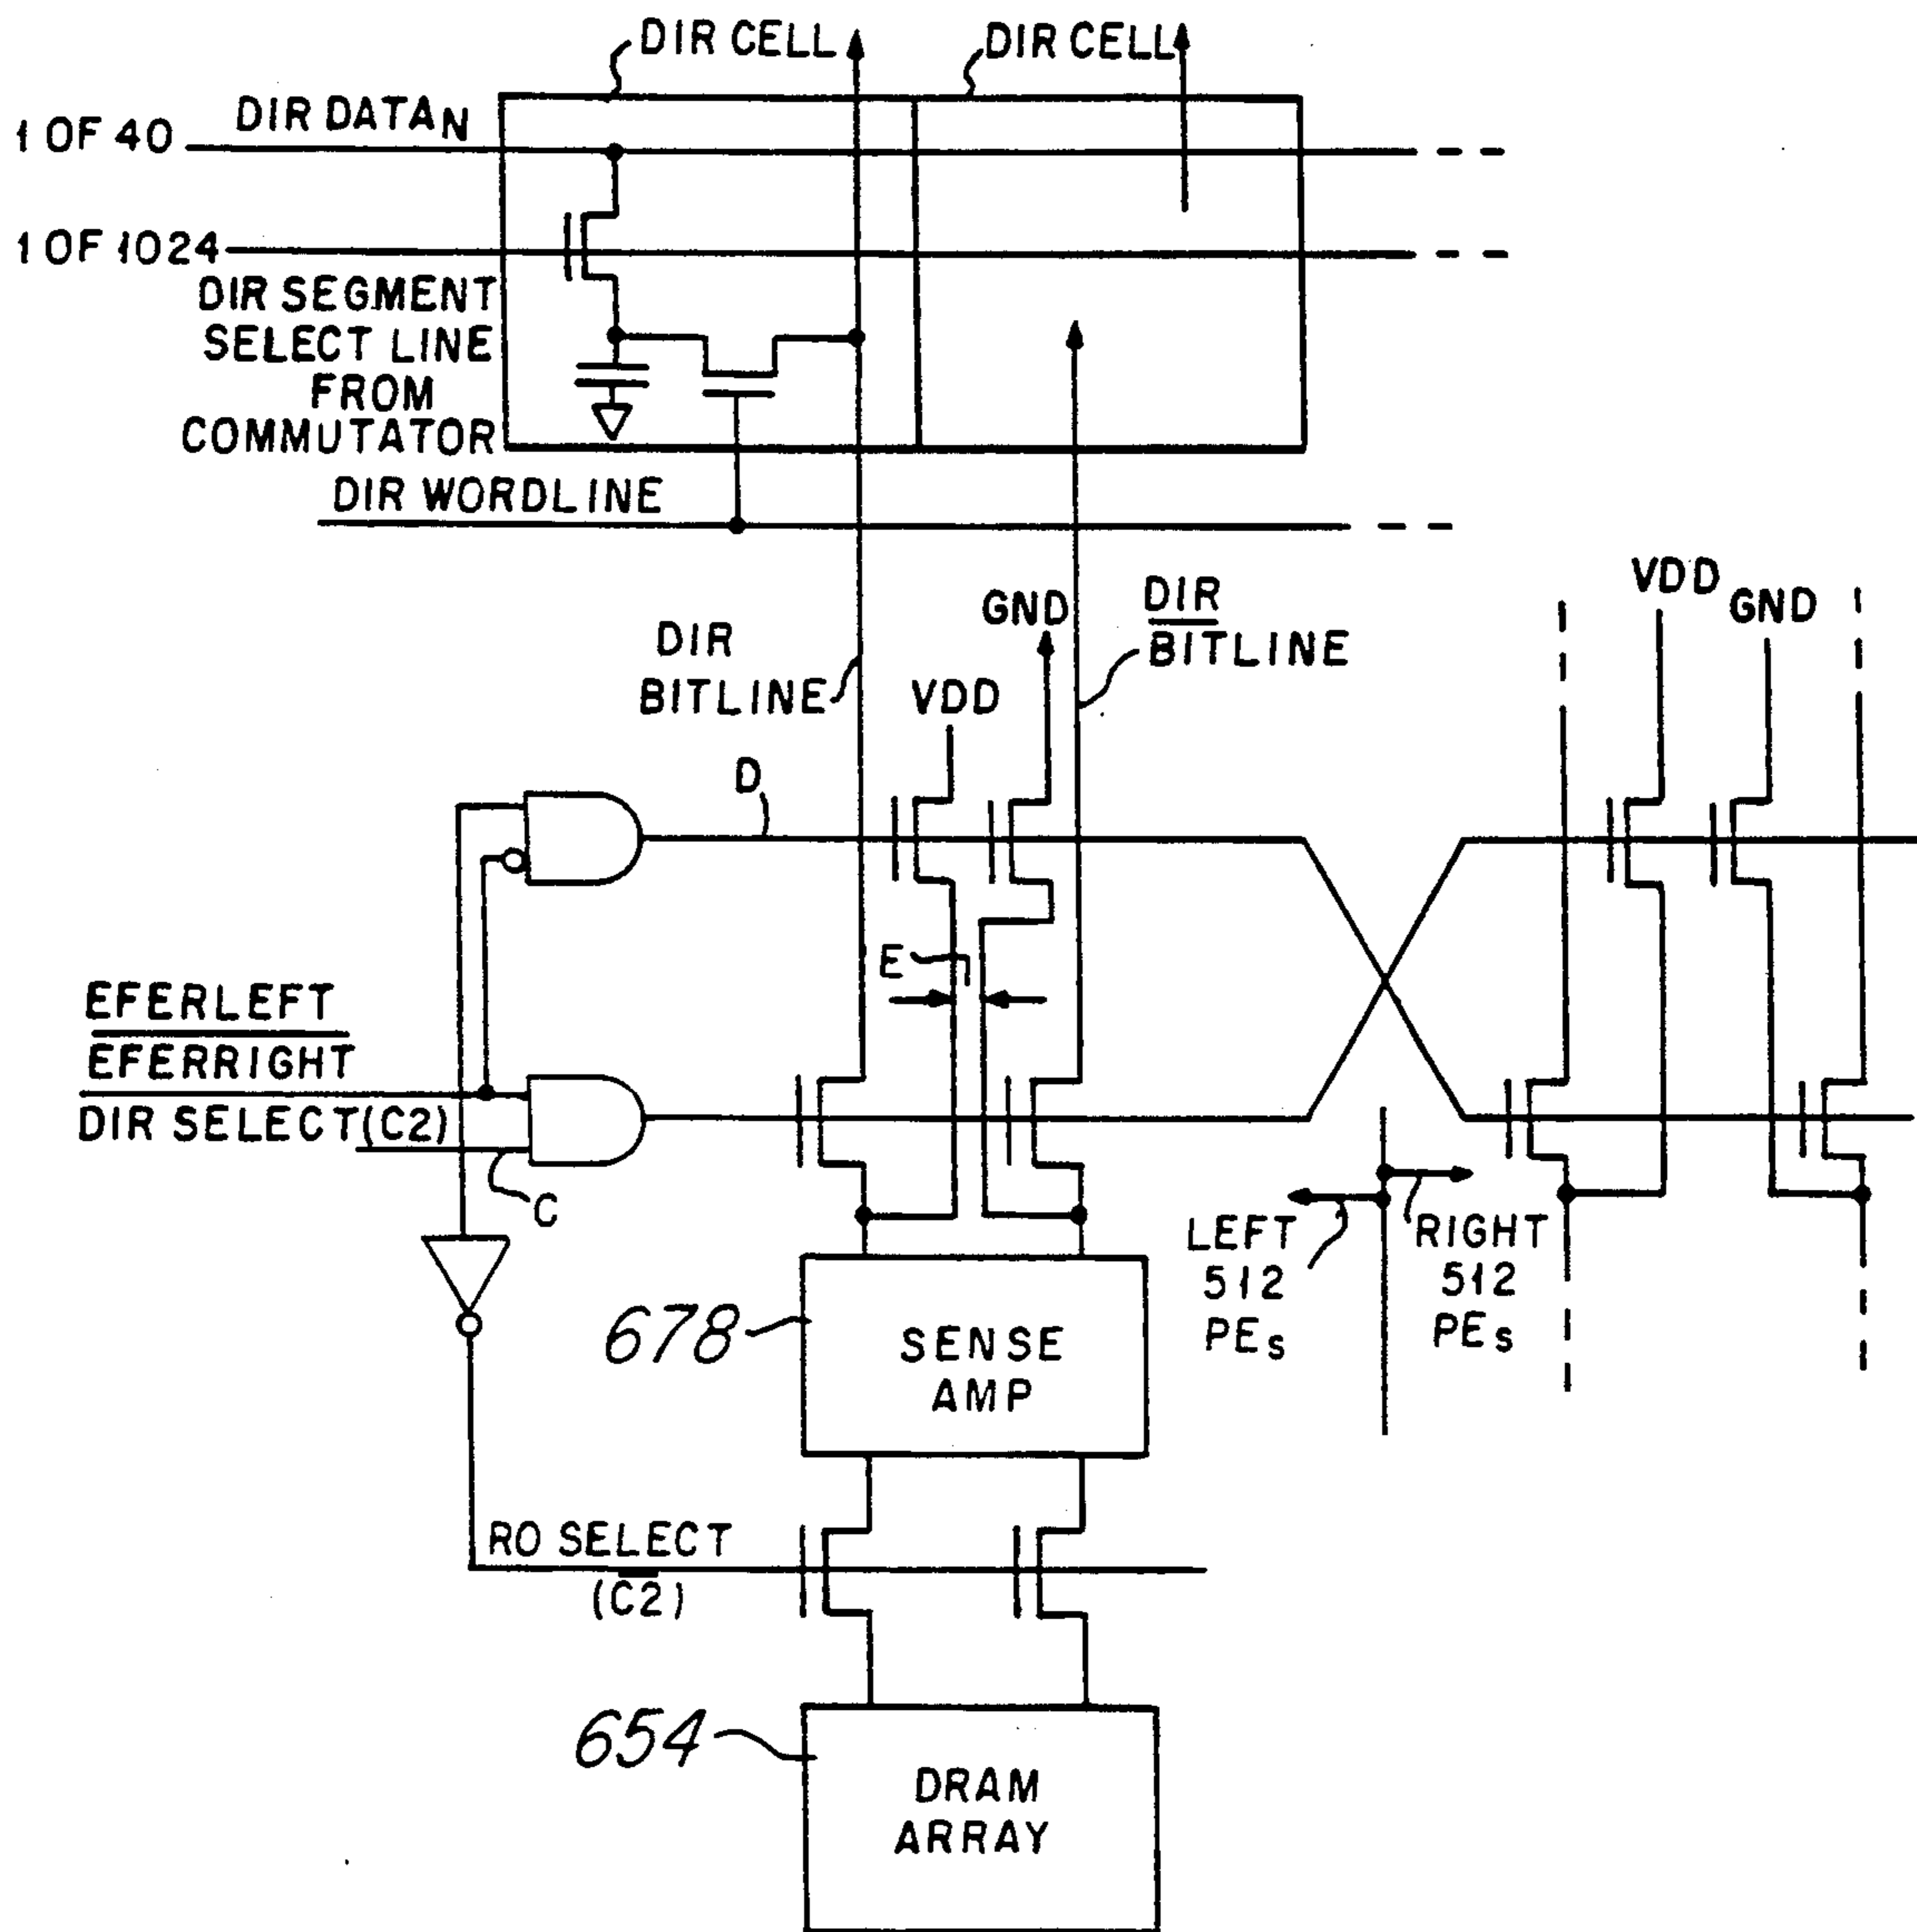 DIR CELL
DIR CELL
1 OF 40
DIR DATA N
1 OF 1024
DIR SEGMENT
SELECT LINE
FROM
COMMUTATOR
DIR WORDLINE
VDD
GND
GND
DIR
BITLINE
DIR
BITLINE
VDD
D
E
EFERLEFT
EFERRIGHT
DIR SELECT(C2)
C
LEFT
512
PEs
RIGHT
512
PEs
678
SENSE
AMP
RO SELECT
(C2)
654
DRAM
ARRAY